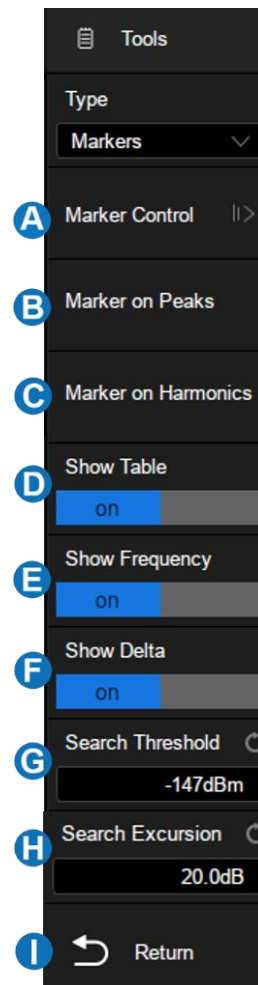 Tools
Type
Markers
A Marker Control
B Marker on Peaks
C Marker on Harmonics
Show Table
D
on
Show Frequency
E
on
Show Delta
F
on
Search Threshold
G
-147dBm
Search Excursion
H
20.0dB
I Return